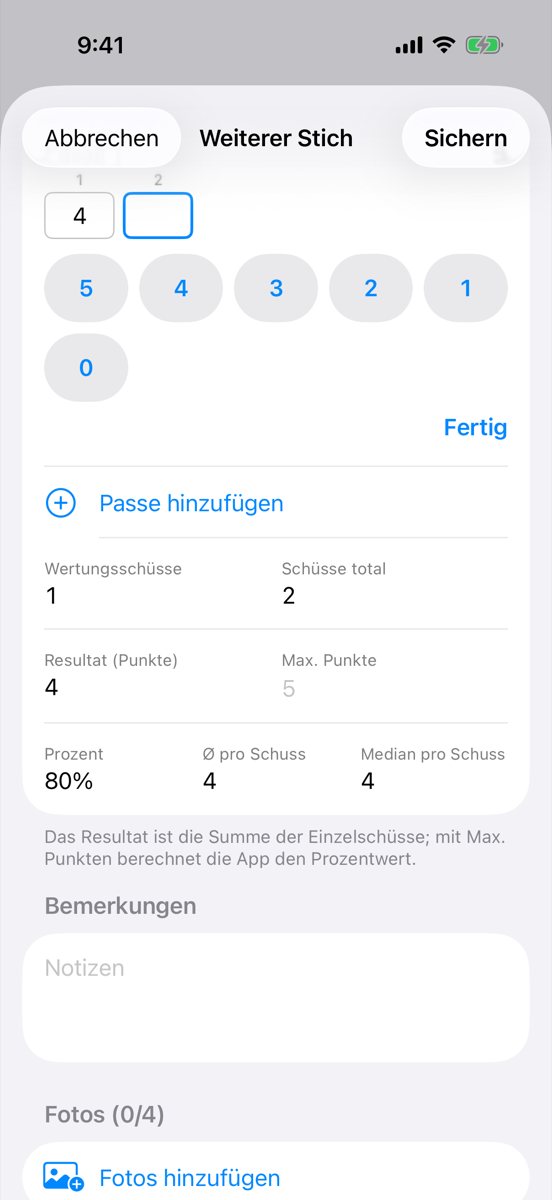 9:41
Abbrechen Weiterer Stich Sichern
1 2
4
5 4 3 2 1
0
Fertig
Passe hinzufügen
Wertungsschüsse Schüsse total
1 2
Resultat (Punkte) Max. Punkte
4 5
Prozent Ø pro Schuss Median pro Schuss
80% 4 4
Das Resultat ist die Summe der Einzelschüsse; mit Max.
Punkten berechnet die App den Prozentwert.
Bemerkungen
Notizen
Fotos (0/4)
Fotos hinzufügen